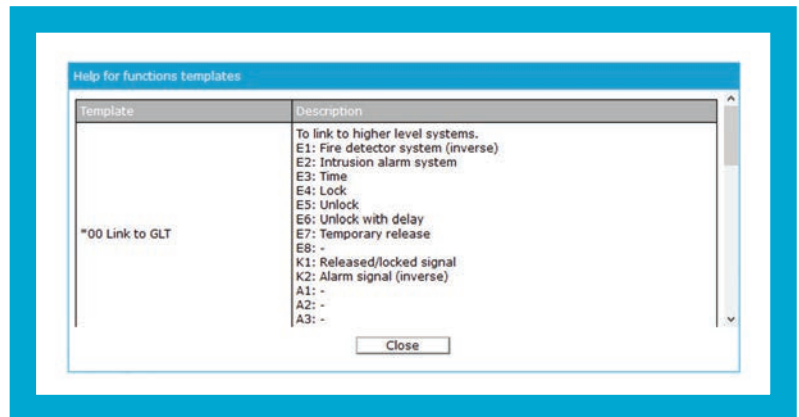 Help for functions templates
Template Description
To link to higher level systems.
E1: Fire detector system (inverse)
E2: Intrusion alarm system
E3: Time
E4: Lock
E5: Unlock
E6: Unlock with delay
*00 Link to GLT E7: Temporary release
E8: -
K1: Released/locked signal
K2: Alarm signal (inverse)
A1: -
A2: -
A3: -
Close